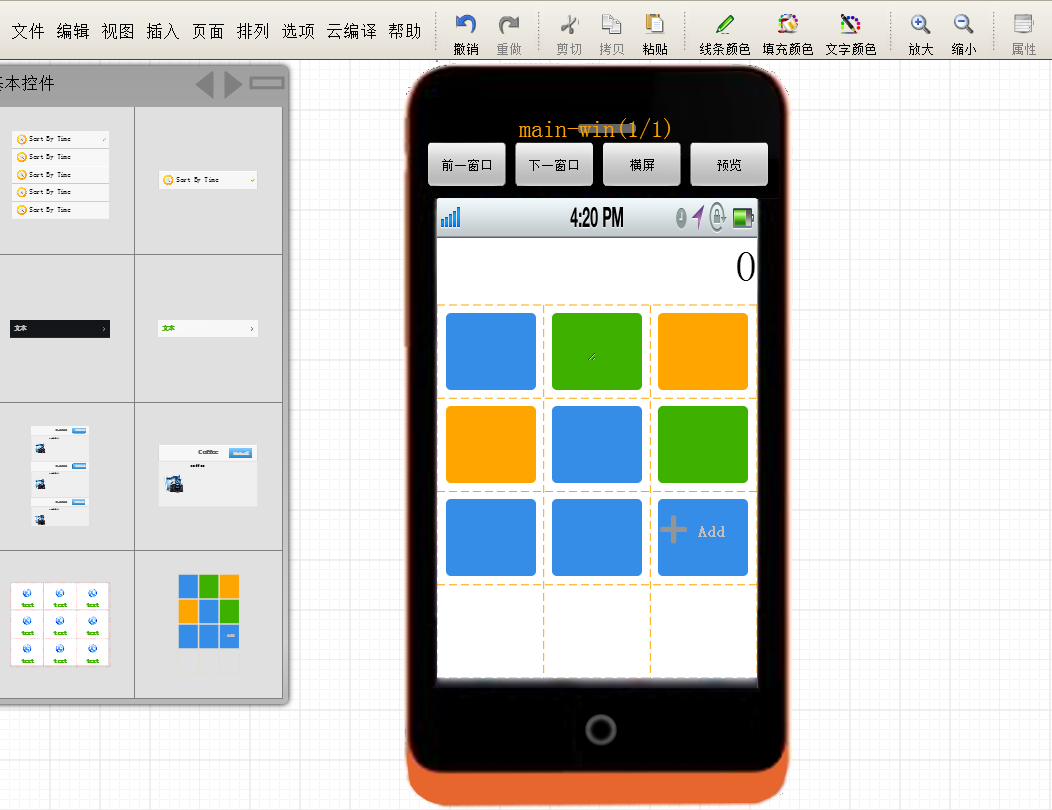 文件 编辑 视图 插入 页面 排列 选项 云编译 帮助
撤销 重做 剪切 拷贝 粘贴 线条颜色 填充颜色 文字颜色 放大 缩小 属性
基本控件
Sort By Time
Sort By Time
Sort By Time
Sort By Time
Sort By Time
Sort By Time
文本
文本
Coffee
coffee
text text text
text text text
text text text
main-win(1/1)
前一窗口 下一窗口 横屏 预览
4:20 PM
0
Add